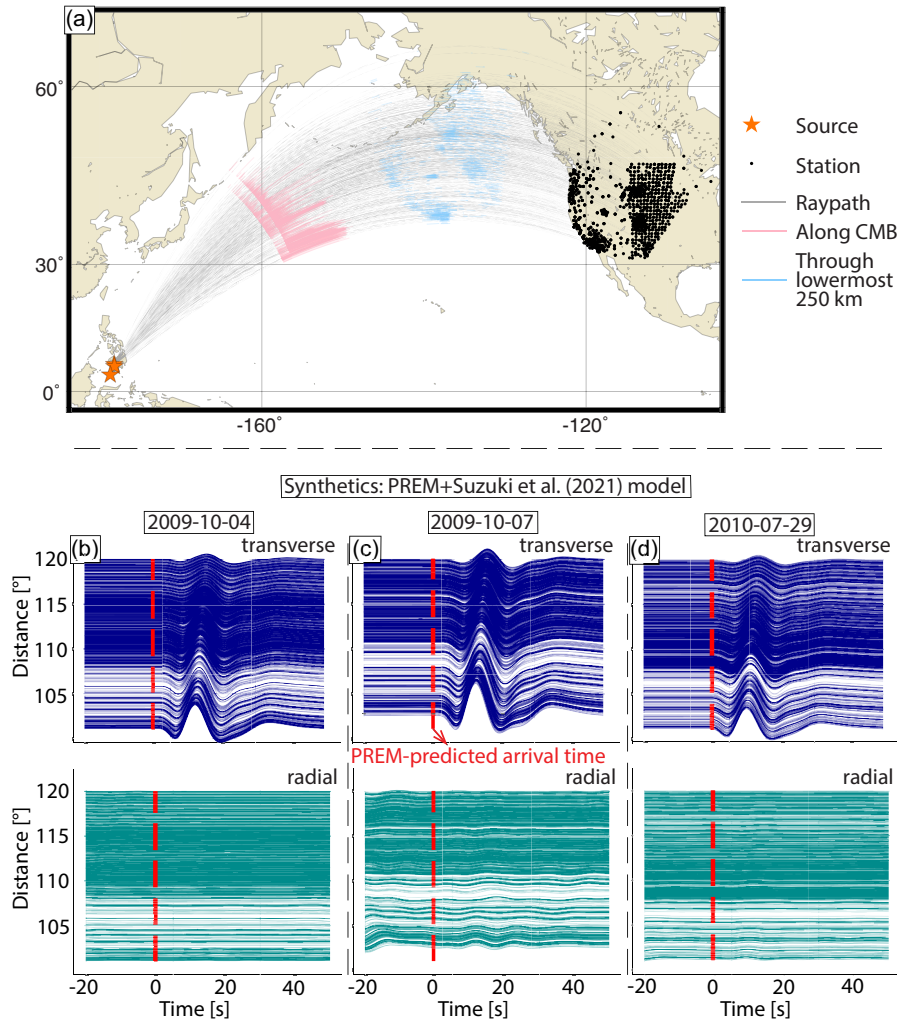 (a)
60°
30°
0°
-160°
-120°
Source
Station
Raypath
Along CMB
Through
lowermost
250 km
Synthetics: PREM+Suzuki et al. (2021) model
2009-10-04
2009-10-07
2010-07-29
(b)
transverse
(c)
transverse
(d)
transverse
Distance [°]
120
115
110
105
PREM-predicted arrival time
radial
radial
radial
Distance [°]
120
115
110
105
-20 0 20 40
-20 0 20 40
-20 0 20 40
Time [s]
Time [s]
Time [s]